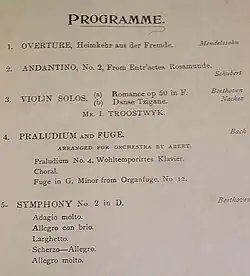 PROGRAMME.
1. OVERTURE, Heimkehr aus der Fremde. Mendelssohn
2. ANDANTINO, No. 2, From Entr'actes Rosamunde.
Schubert
3. VIOLIN SOLOS, (a) Romance op 50 in F. Beethoven
(b) Danse Tzigane. Nachez
MR. I. TROOSTWYK.
4. PRALUDIUM AND FUGE. Bach
ARRANGED FOR ORCHESTRA BY ABERT.
Praludium No. 4, Wohltemporirtes Klavier.
Choral.
Fuge in G, Minor from Organfuge, No. 12.
5- SYMPHONY No. 2 in D. Beethoven
Adagio molto.
Allegro con brio.
Larghetto.
Scherzo—Allegro.
Allegro molto.